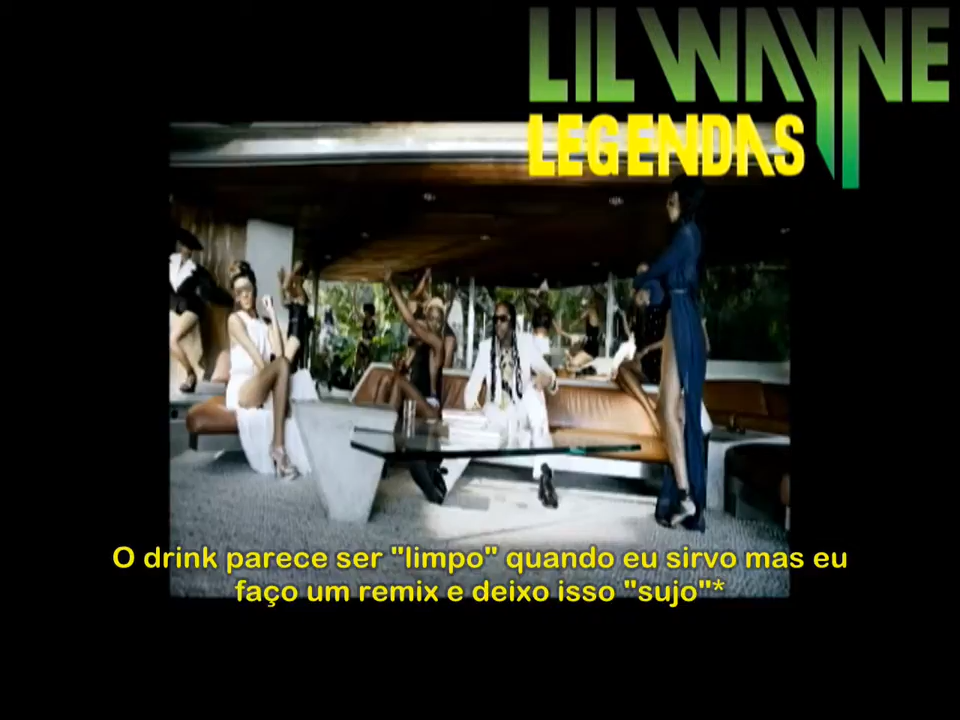 LIL WAYNE
LEGENDAS
O drink parece ser "limpo" quando eu sirvo mas eu
faço um remix e deixo isso "sujo"*